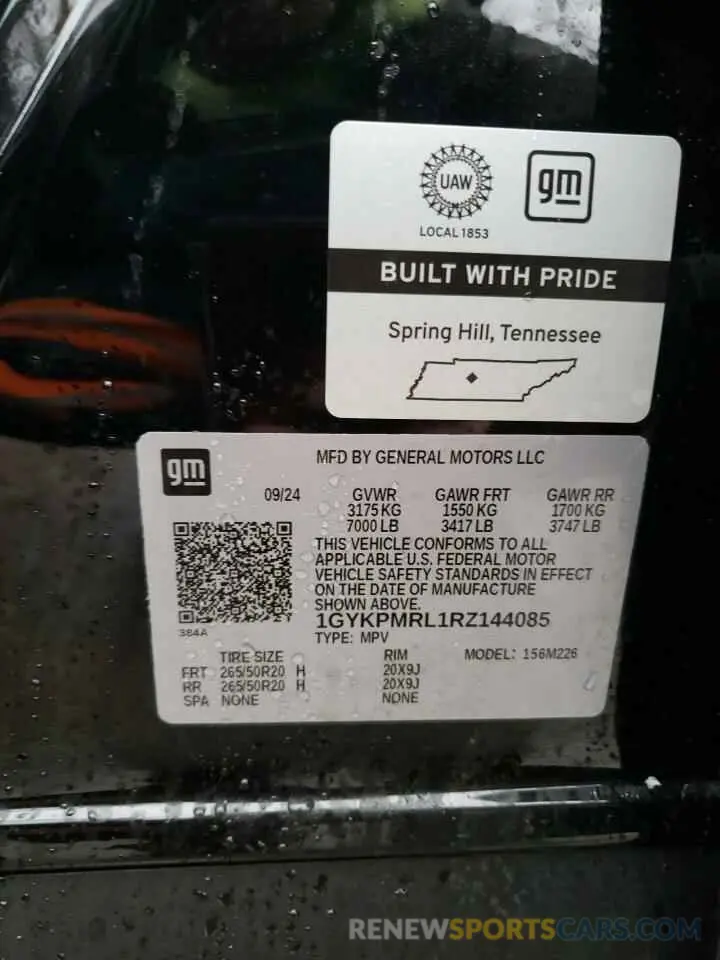 UAW
gm
LOCAL 1853
BUILT WITH PRIDE
Spring Hill, Tennessee
gm
MFD BY GENERAL MOTORS LLC
09/24 GVWR GAWR FRT GAWR RR
3175 KG 1550 KG 1700 KG
7000 LB 3417 LB 3747 LB
THIS VEHICLE CONFORMS TO ALL
APPLICABLE U.S. FEDERAL MOTOR
VEHICLE SAFETY STANDARDS IN EFFECT
ON THE DATE OF MANUFACTURE
SHOWN ABOVE.
1GYKPMRL1RZ144085
384A
TYPE: MPV
TIRE SIZE RIM MODEL: 156M226
FRT 265/50R20 H 20X9J
RR 265/50R20 H 20X9J
SPA NONE NONE
RENEWSPORTSCARS.COM